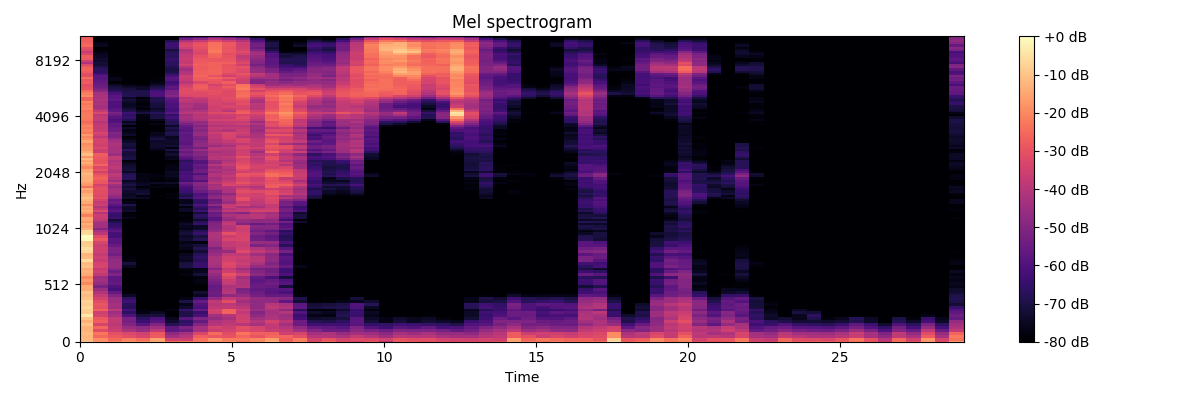 Mel spectrogram
Hz
8192
4096
2048
1024
512
0
0 5 10 15 20 25
Time
+0 dB
-10 dB
-20 dB
-30 dB
-40 dB
-50 dB
-60 dB
-70 dB
-80 dB